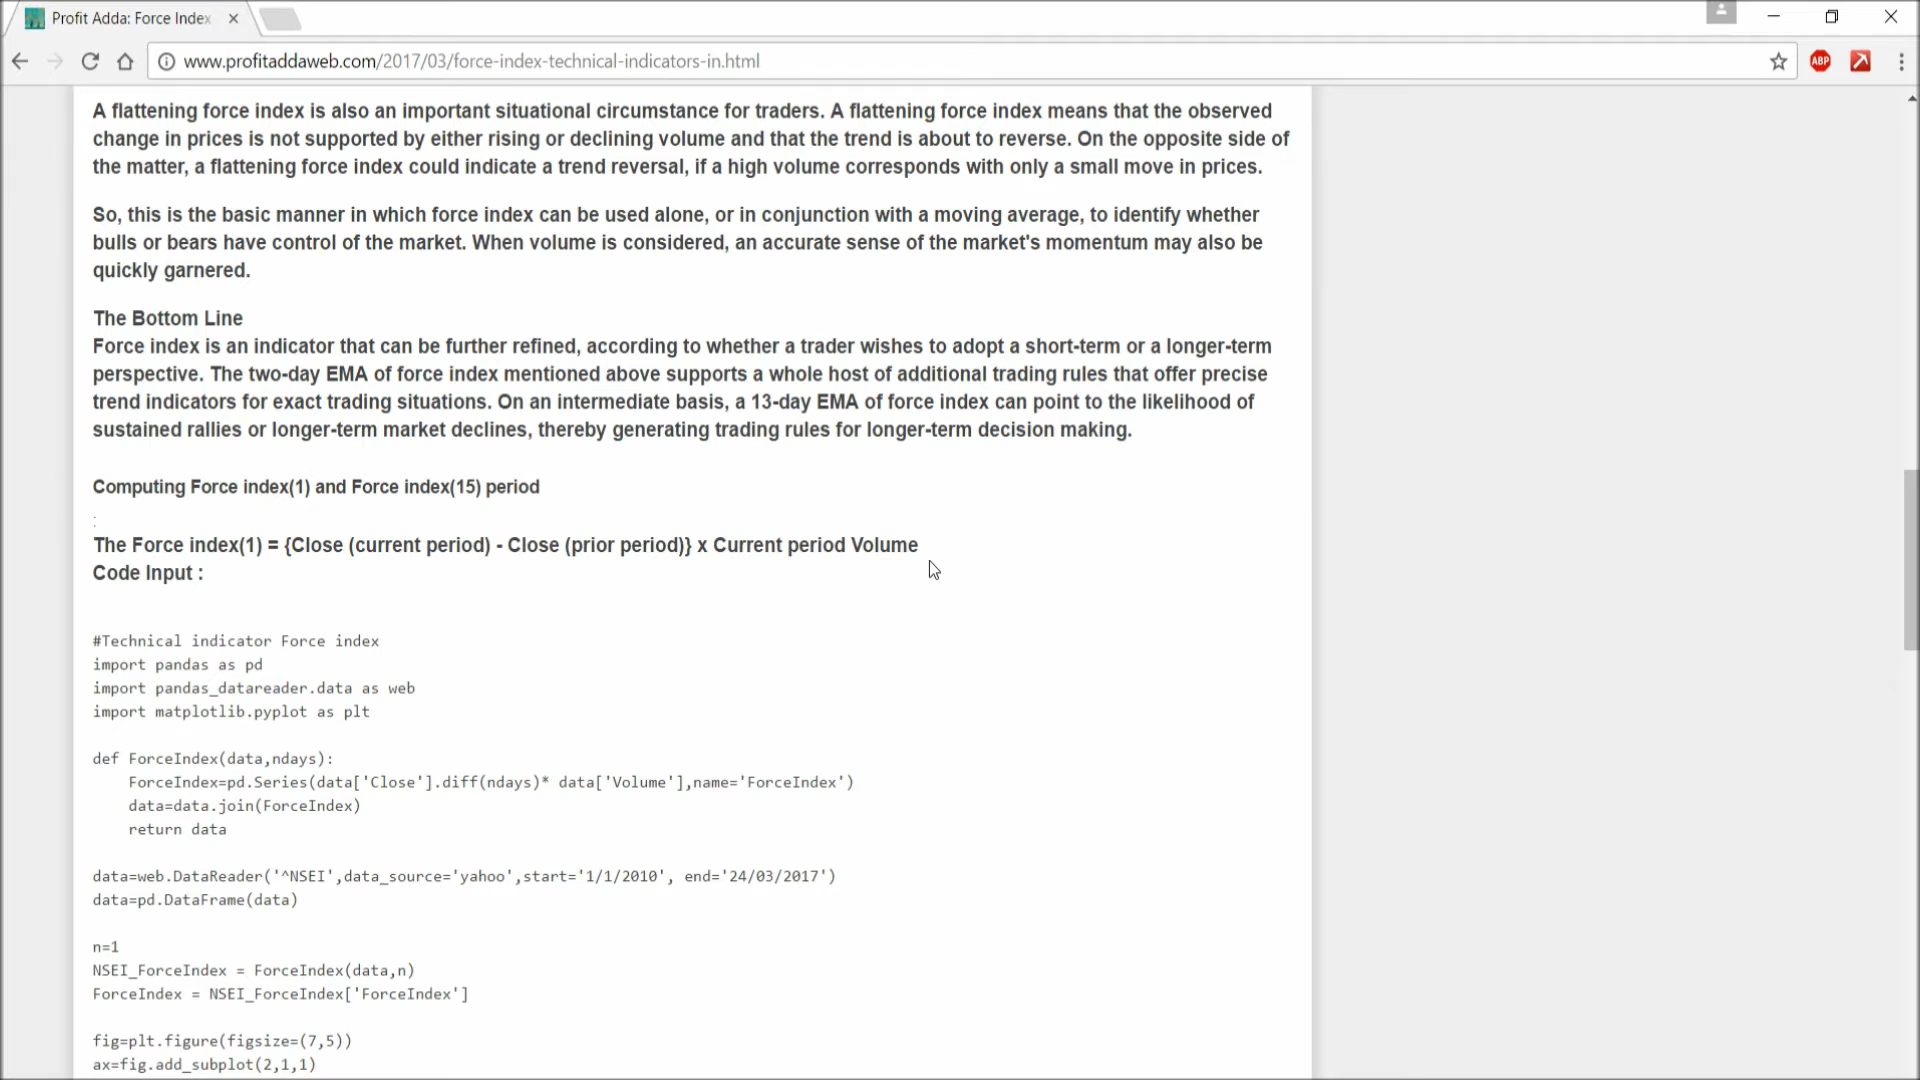 Profit Adda: Force Index
www.profitaddaweb.com/2017/03/force-index-technical-indicators-in.html
ABP
A flattening force index is also an important situational circumstance for traders. A flattening force index means that the observed
change in prices is not supported by either rising or declining volume and that the trend is about to reverse. On the opposite side of
the matter, a flattening force index could indicate a trend reversal, if a high volume corresponds with only a small move in prices.
So, this is the basic manner in which force index can be used alone, or in conjunction with a moving average, to identify whether
bulls or bears have control of the market. When volume is considered, an accurate sense of the market's momentum may also be
quickly garnered.
The Bottom Line
Force index is an indicator that can be further refined, according to whether a trader wishes to adopt a short-term or a longer-term
perspective. The two-day EMA of force index mentioned above supports a whole host of additional trading rules that offer precise
trend indicators for exact trading situations. On an intermediate basis, a 13-day EMA of force index can point to the likelihood of
sustained rallies or longer-term market declines, thereby generating trading rules for longer-term decision making.
Computing Force index(1) and Force index(15) period
:
The Force index(1) = {Close (current period) - Close (prior period)} x Current period Volume
Code Input :
#Technical indicator Force index
import pandas as pd
import pandas_datareader.data as web
import matplotlib.pyplot as plt
def ForceIndex(data,ndays):
    ForceIndex=pd.Series(data['Close'].diff(ndays)* data['Volume'],name='ForceIndex')
    data=data.join(ForceIndex)
    return data
data=web.DataReader('^NSEI',data_source='yahoo',start='1/1/2010', end='24/03/2017')
data=pd.DataFrame(data)
n=1
NSEI_ForceIndex = ForceIndex(data,n)
ForceIndex = NSEI_ForceIndex['ForceIndex']
fig=plt.figure(figsize=(7,5))
ax=fig.add_subplot(2,1,1)